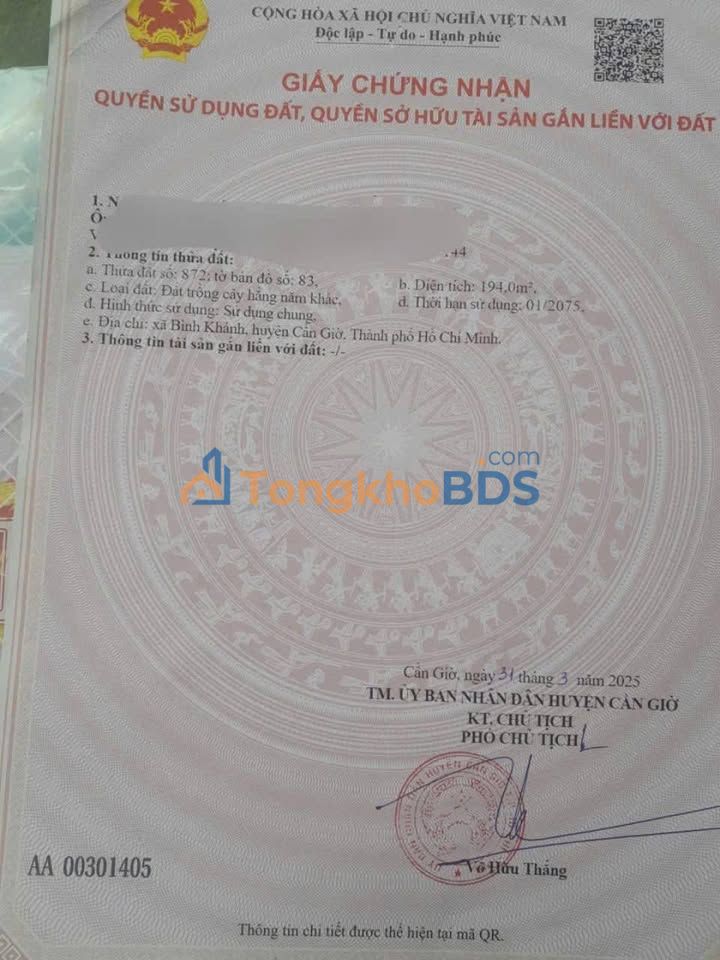 CỘNG HÒA XÃ HỘI CHỦ NGHĨA VIỆT NAM
Độc lập - Tự do - Hạnh phúc
GIẤY CHỨNG NHẬN
QUYỀN SỬ DỤNG ĐẤT, QUYỀN SỞ HỮU TÀI SẢN GẮN LIỀN VỚI ĐẤT
1. N
44
2. Thông tin thửa đất:
a. Thửa đất số: 872; tờ bản đồ số: 83, b. Diện tích: 194,0m²,
c. Loại đất: Đất trồng cây hằng năm khác, d. Thời hạn sử dụng: 01/2075,
đ. Hình thức sử dụng: Sử dụng chung,
e. Địa chỉ: xã Bình Khánh, huyện Cần Giờ, Thành phố Hồ Chí Minh.
3. Thông tin tài sản gắn liền với đất: -/-
TongkhoBDS.com
Cần Giờ, ngày 31 tháng 3 năm 2025
TM. ỦY BAN NHÂN DÂN HUYỆN CẦN GIỜ
KT. CHỦ TỊCH
PHÓ CHỦ TỊCH
Võ Hữu Thắng
AA 00301405
Thông tin chi tiết được thể hiện tại mã QR.